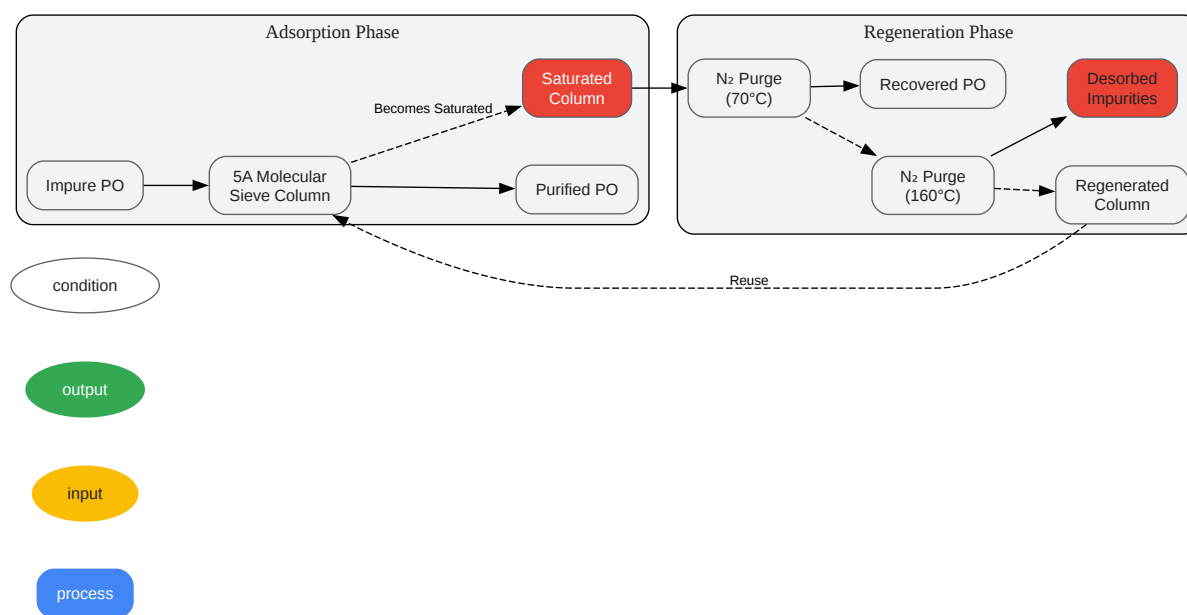 Adsorption Phase
Regeneration Phase
Saturated
Column
N₂ Purge
(70°C)
Recovered PO
Desorbed
Impurities
Becomes Saturated
Impure PO
5A Molecular
Sieve Column
Purified PO
N₂ Purge
(160°C)
Regenerated
Column
Reuse
condition
output
input
process